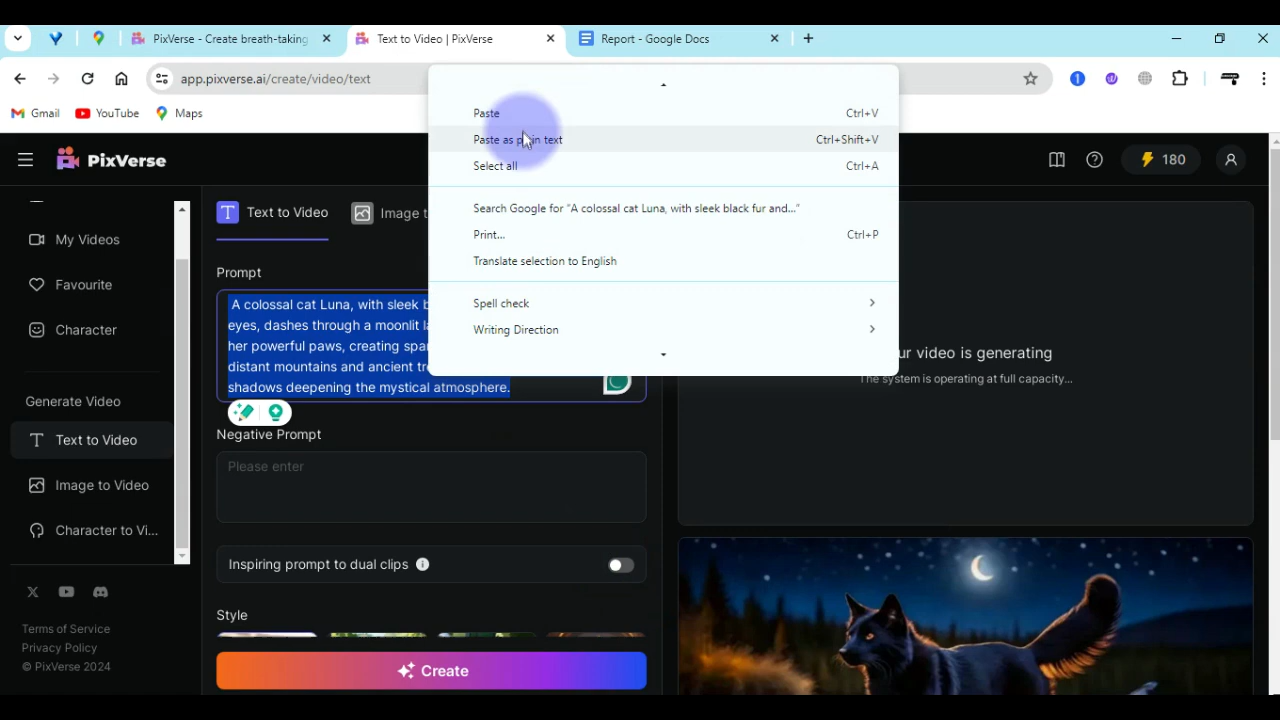 PixVerse - Create breath-taking
Text to Video | PixVerse
Report - Google Docs
app.pixverse.ai/create/video/text
1
Gmail
YouTube
Maps
PixVerse
180
My Videos
Favourite
Character
Generate Video
Text to Video
Image to Video
Character to Vi...
Terms of Service
Privacy Policy
© PixVerse 2024
T Text to Video
Image t
Prompt
A colossal cat Luna, with sleek b
eyes, dashes through a moonlit
her powerful paws, creating
distant mountains and ancient
shadows deepening the mystical atmosphere.
Negative Prompt
Please enter
Inspiring prompt to dual clips
Style
Create
Paste Ctrl+V
Paste as plain text Ctrl+Shift+V
Select all Ctrl+A
Search Google for “A colossal cat Luna, with sleek black fur and...”
Print... Ctrl+P
Translate selection to English
Spell check
Writing Direction
ur video is generating
The system is operating at full capacity...